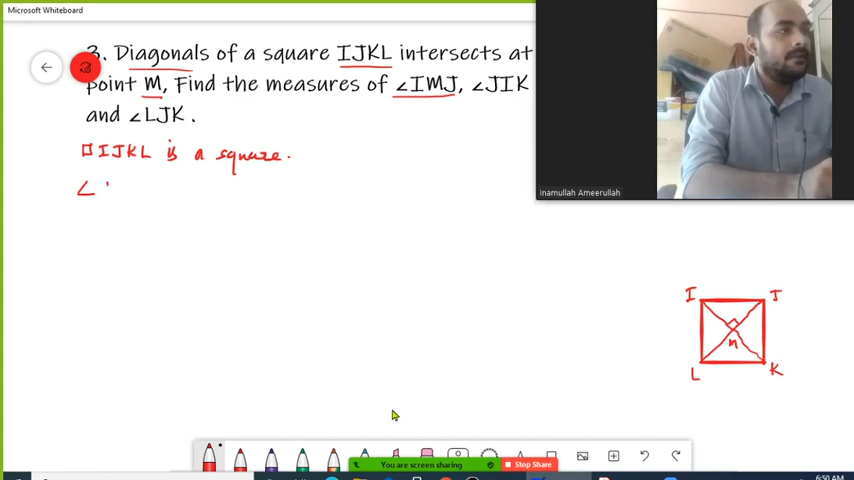 Microsoft Whiteboard
3. Diagonals of a square IJKL intersects at
point M, Find the measures of ∠IMJ, ∠JIK
and ∠LJK.
□IJKL is a square.
∠
Inamullah Ameerullah
I J
M
L K
You are screen sharing Stop Share
6:50 AM